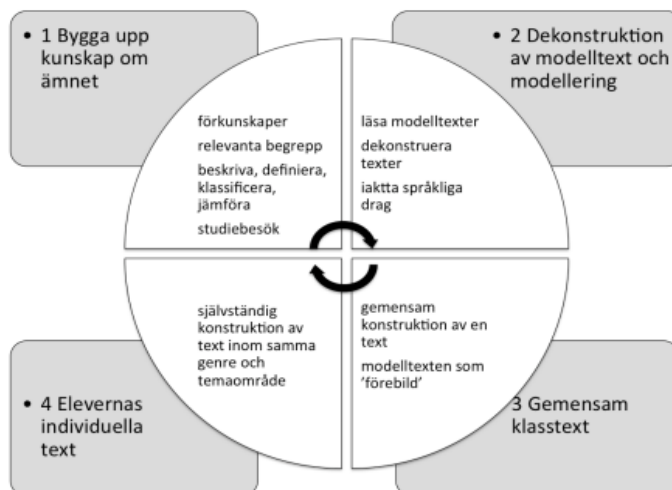 • 1 Bygga upp
kunskap om
ämnet
förkunskaper
relevanta begrepp
beskriva, definiera,
klassificera,
jämföra
studiebesök
• 2 Dekonstruktion
av modelltext och
modellering
läsa modelltexter
dekonstruera
texter
iaktta språkliga
drag
gemensam
konstruktion av en
text
modelltexten som
'förebild'
3 Gemensam
klasstext
självständig
konstruktion av
text inom samma
genre och
temaområde
• 4 Elevernas
individuella
text